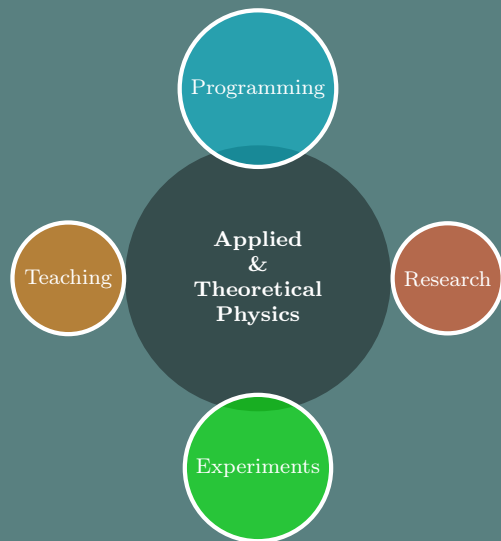 Programming
Applied
&
Theoretical
Physics
Teaching
Research
Experiments